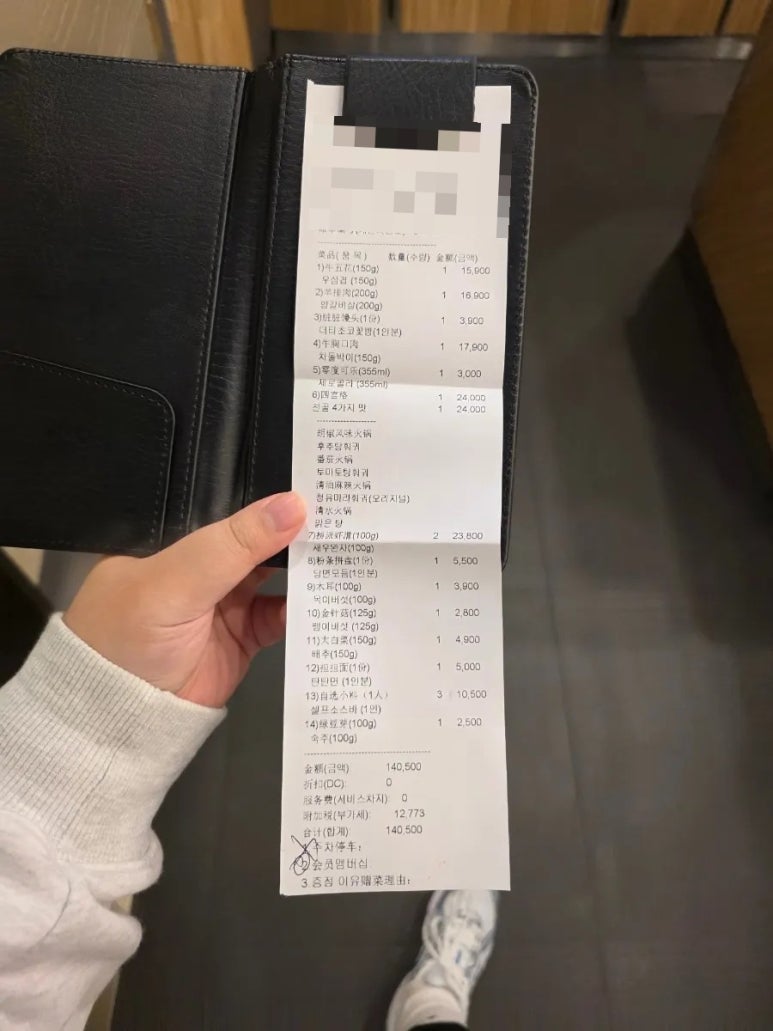 菜品(품 목) 数量(수량) 金额(금액)
1)牛五花(150g) 1 15,900
우삼겹 (150g)
2)羊排肉(200g) 1 16,900
양갈비살(200g)
3)脏脏馒头(1份) 1 3,900
더티초코꽃빵(1인분)
4)牛胸口肉 1 17,900
차돌박이(150g)
5)零度可乐(355ml) 1 3,000
제로콜라 (355ml)
6)四宫格 1 24,000
전골 4가지 맛 1 24,000
胡椒风味火锅
후추탕훠궈
番茄火锅
토마토탕훠궈
清油麻辣火锅
청유마라훠궈(오리지널)
清水火锅
맑은 탕
7) (100g) 2 23,800
새우완자(100g)
8)粉条拼盘(1份) 1 5,500
당면모듬(1인분)
9)木耳(100g) 1 3,900
목이버섯(100g)
10)金针菇(125g) 1 2,800
팽이버섯 (125g)
11)大白菜(150g) 1 4,900
배추(150g)
12)拉拉面(1份) 1 5,000
탄탄면 (1인분)
13)自选小料 (1人) 3 10,500
셀프소스바 (1인)
14)绿豆芽(100g) 1 2,500
숙주(100g)
金额(금액) 140,500
折扣(DC): 0
服务费(서비스차지): 0
附加税(부가세): 12,773
合计(합계) 140,500
주차停车:
2.会员멤버십:
3.증정 이유赠菜理由: